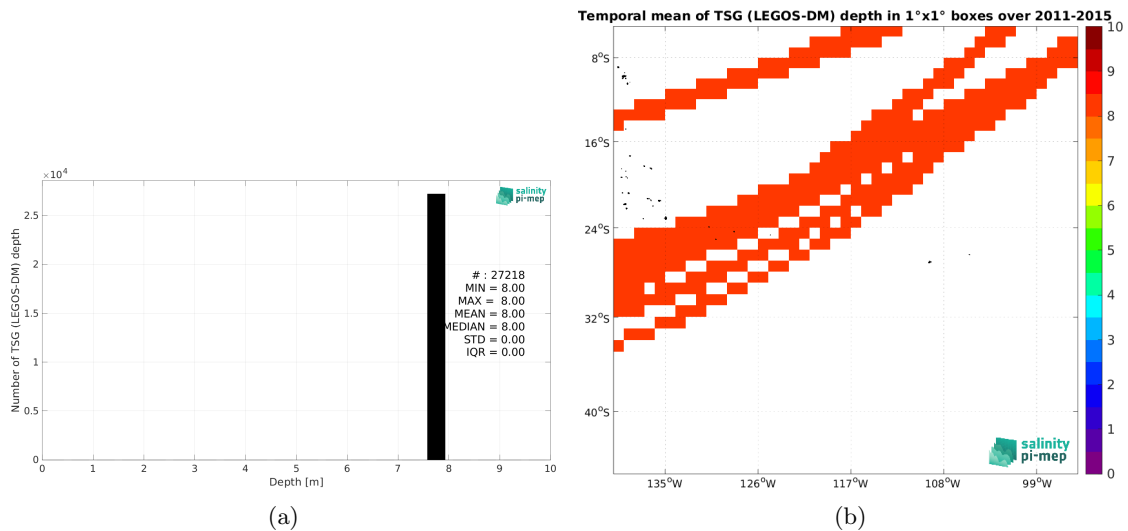 Temporal mean of TSG (LEGOS-DM) depth in 1°x1° boxes over 2011-2015
×10⁴
2.5
2
1.5
1
0.5
0
Number of TSG (LEGOS-DM) depth
salinity
pi-mep
# : 27218
MIN = 8.00
MAX = 8.00
MEAN = 8.00
MEDIAN = 8.00
STD = 0.00
IQR = 0.00
0 1 2 3 4 5 6 7 8 9 10
Depth [m]
(a)
8°S
16°S
24°S
32°S
40°S
135°W 126°W 117°W 108°W 99°W
salinity
pi-mep
10
9
8
7
6
5
4
3
2
1
0
(b)